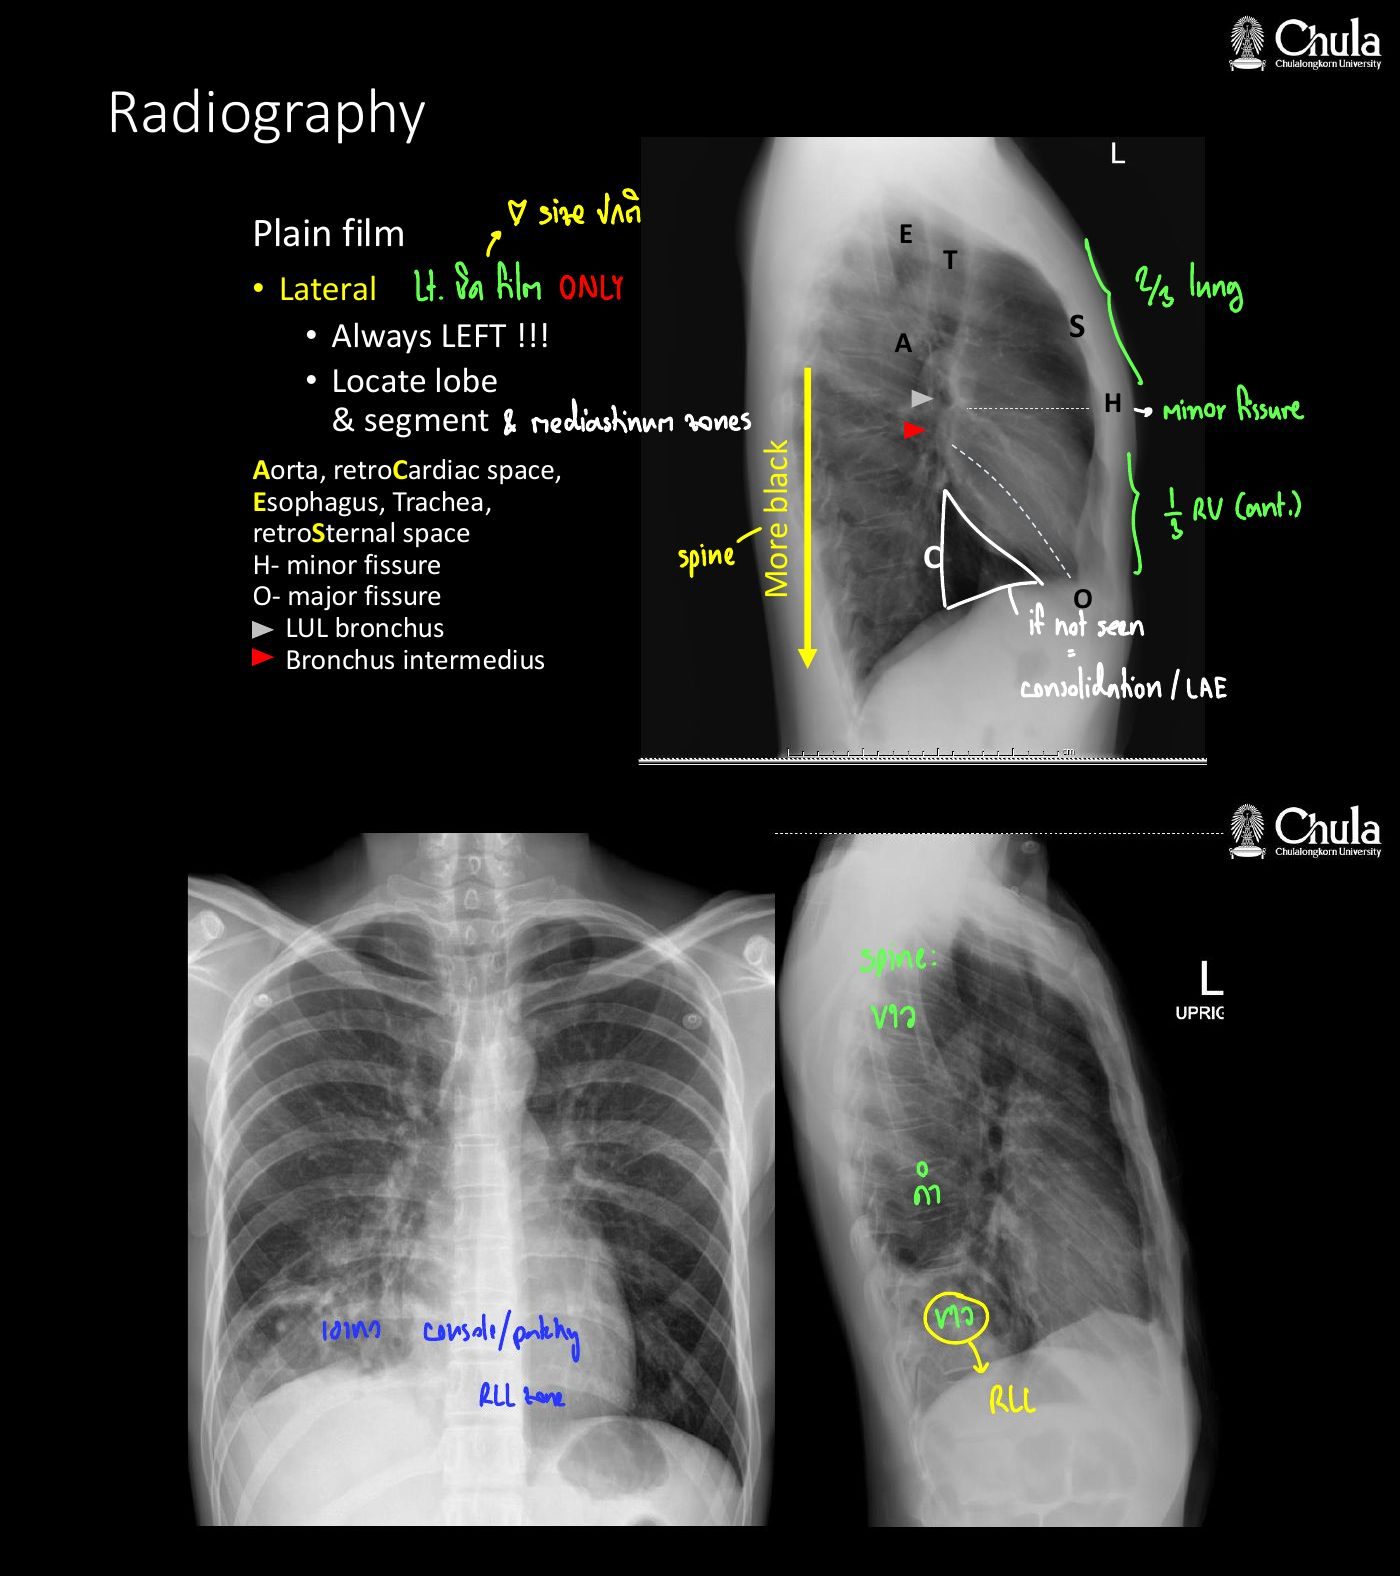 Chula
Chulalongkorn University
Radiography
♡ size ปกติ
Plain film
• Lateral Lt. ชิด film ONLY
• Always LEFT !!!
• Locate lobe
& segment & mediastinum zones
Aorta, retroCardiac space,
Esophagus, Trachea,
retroSternal space
H- minor fissure
O- major fissure
LUL bronchus
Bronchus intermedius
L
E
T
S
A
H
C
O
More black
spine
2/3 lung
minor fissure
1/3 RV (ant.)
if not seen
=
consolidation / LAE
cm
Chula
Chulalongkorn University
console/patchy
RLL zone
spine:
ขาว
ดำ
ขาว
RLL
L
UPRIG